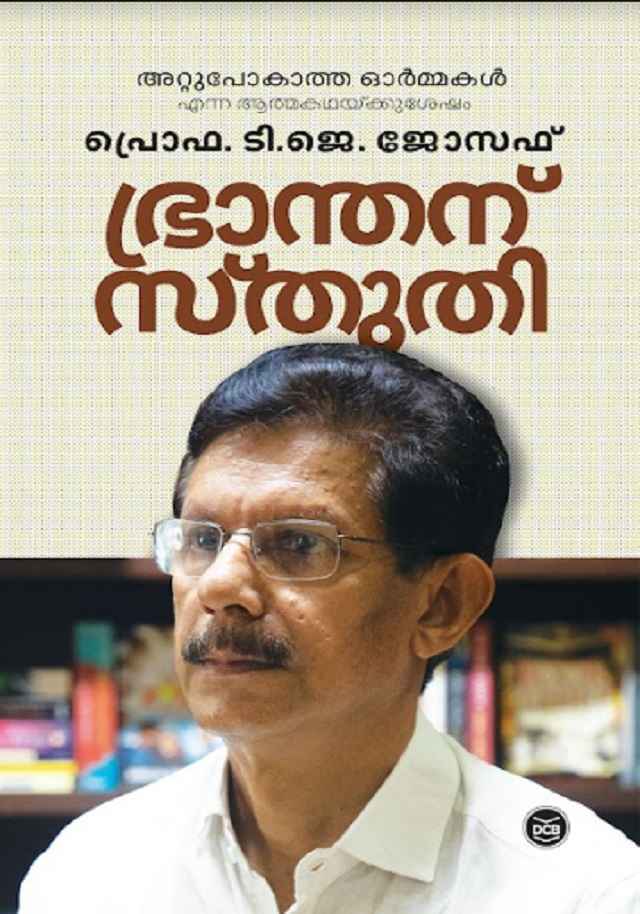 അറ്റുപോകാത്ത ഓർമ്മകൾ
എന്ന ആത്മകഥയ്ക്കുശേഷം
പ്രൊഫ. ടി.ജെ. ജോസഫ്
ഭ്രാന്തന്
സ്തുതി
DCB